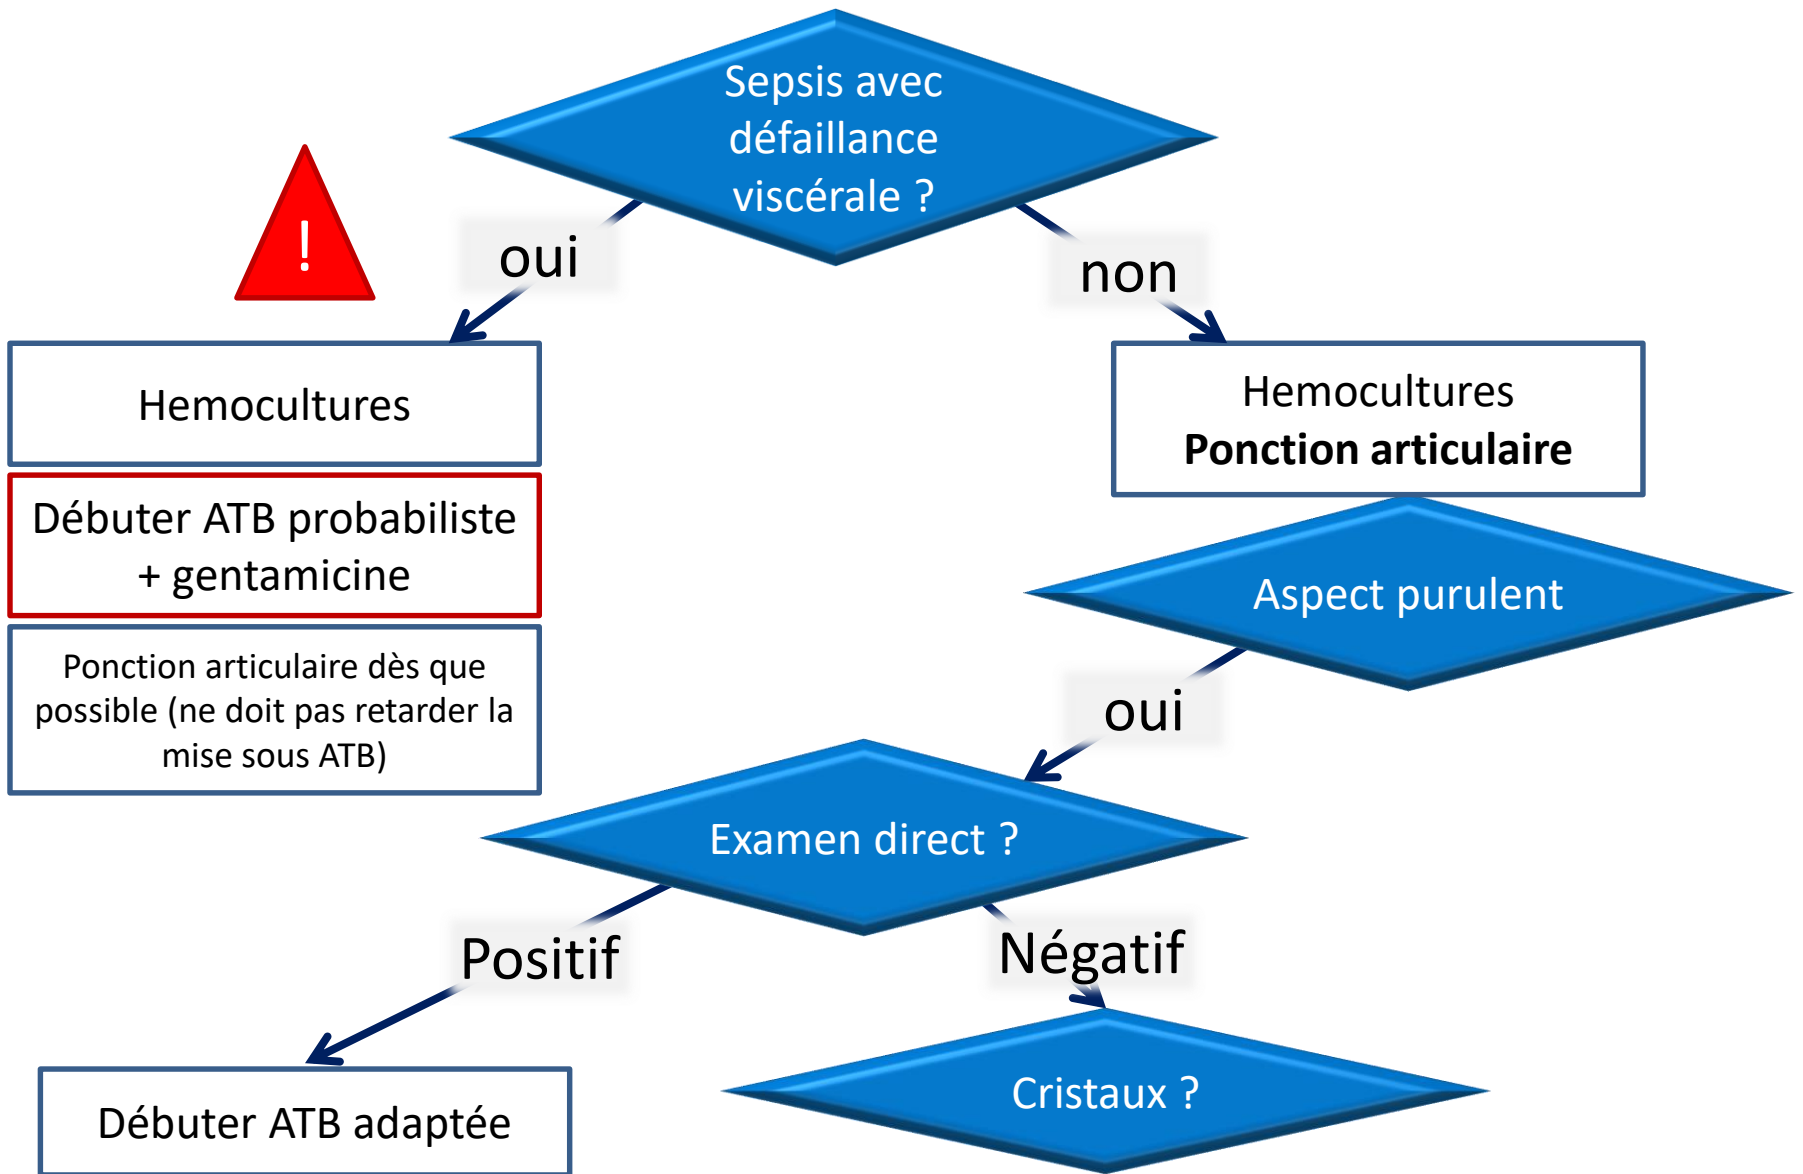 Sepsis avec
défaillance
viscérale ?
!
oui
non
Hemocultures
Débuter ATB probabiliste
+ gentamicine
Ponction articulaire dès que
possible (ne doit pas retarder la
mise sous ATB)
Hemocultures
Ponction articulaire
Aspect purulent
oui
Examen direct ?
Positif
Négatif
Débuter ATB adaptée
Cristaux ?